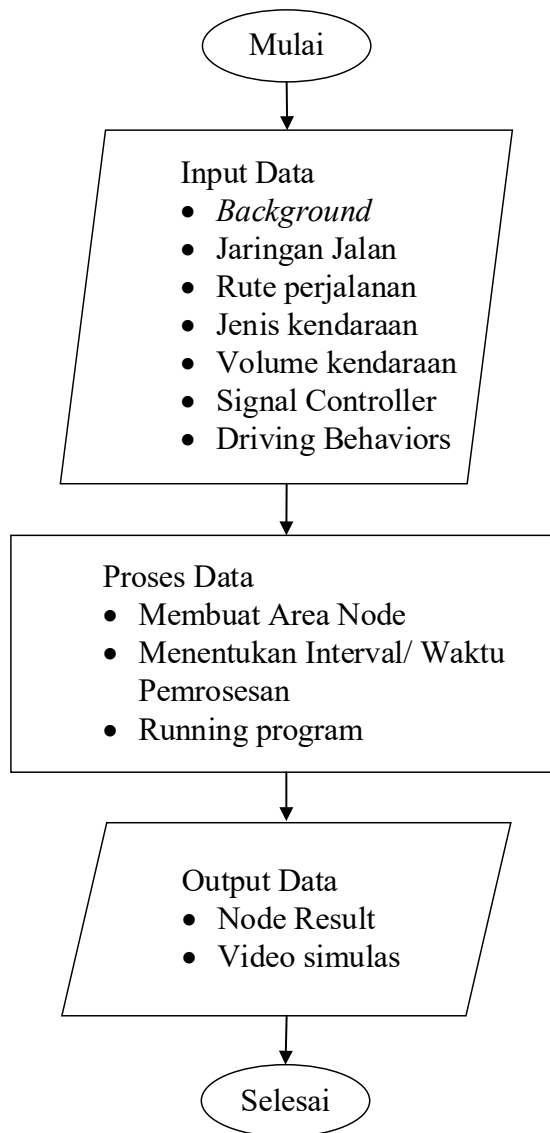 Mulai
Input Data
• Background
• Jaringan Jalan
• Rute perjalanan
• Jenis kendaraan
• Volume kendaraan
• Signal Controller
• Driving Behaviors
Proses Data
• Membuat Area Node
• Menentukan Interval/ Waktu
Pemrosesan
• Running program
Output Data
• Node Result
• Video simulas
Selesai